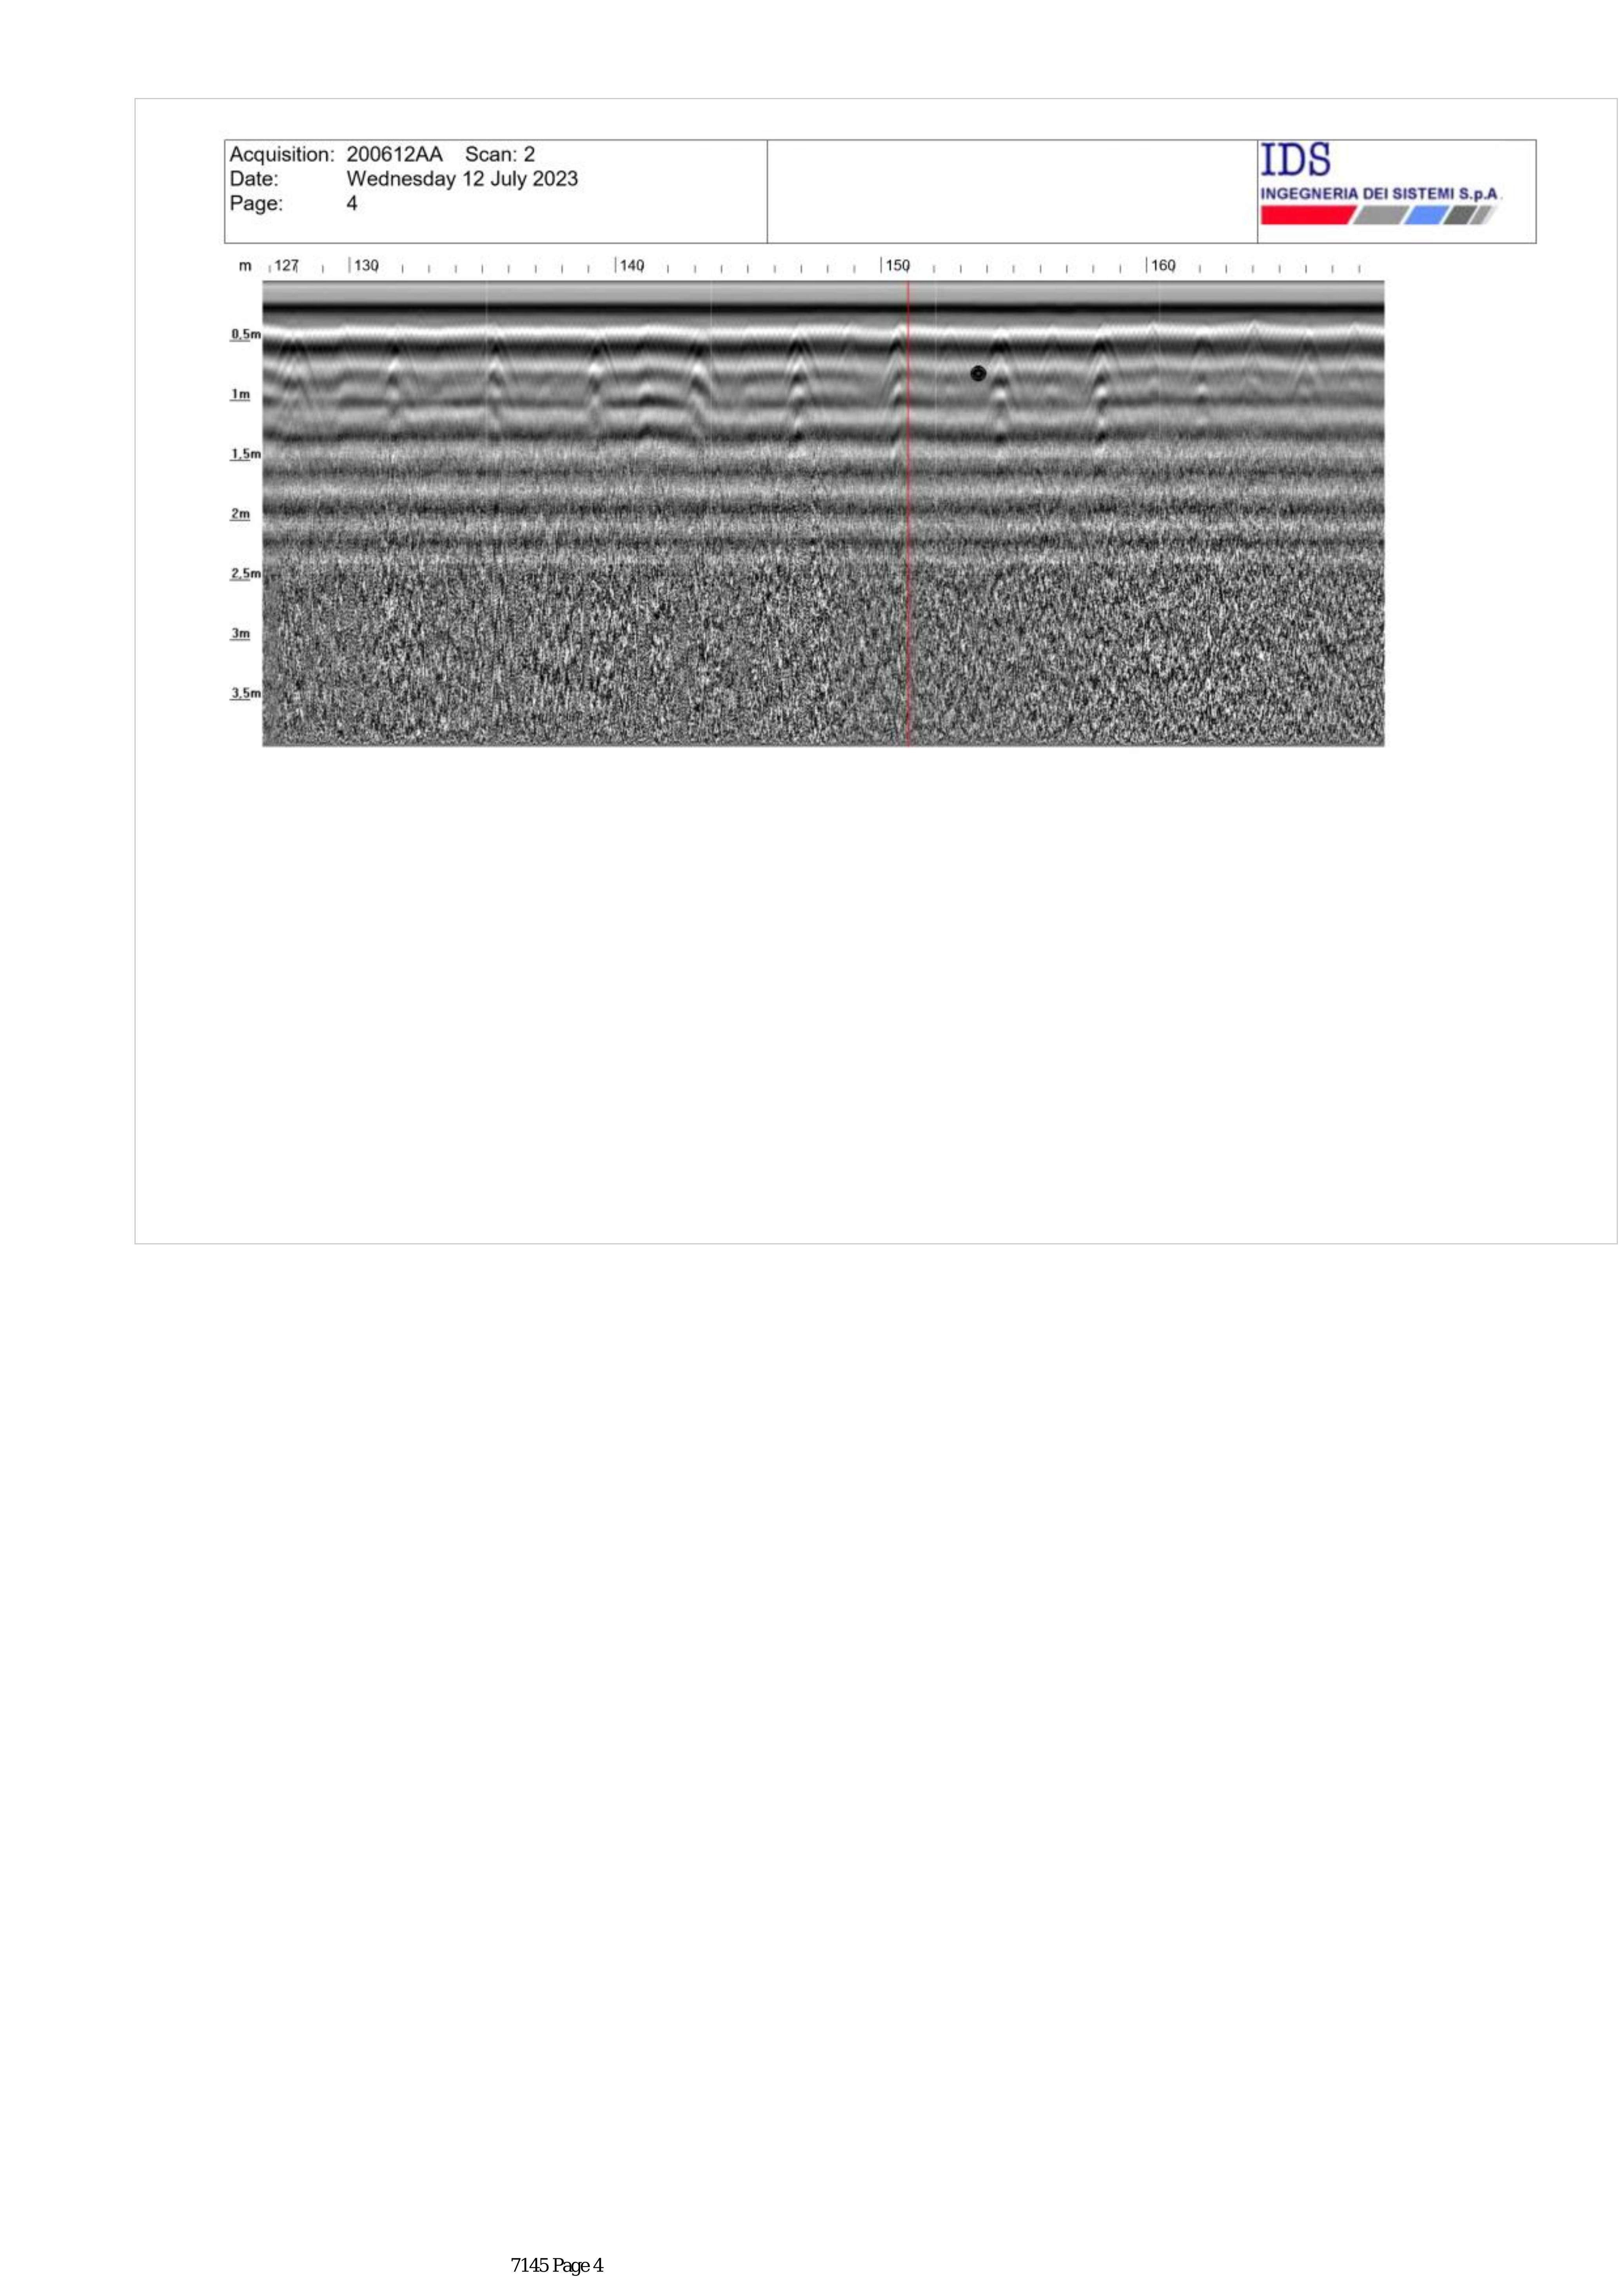 Acquisition: 200612AA Scan: 2
Date: Wednesday 12 July 2023
Page: 4
IDS
INGEGNERIA DEI SISTEMI S.p.A.
m 127 130 140 150 160
0,5m
1m
1,5m
2m
2,5m
3m
3,5m
7145 Page 4